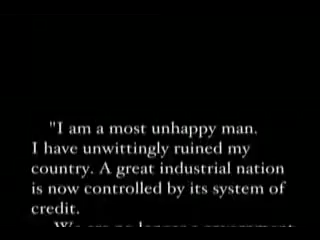 "I am a most unhappy man.
I have unwittingly ruined my
country. A great industrial nation
is now controlled by its system of
credit.